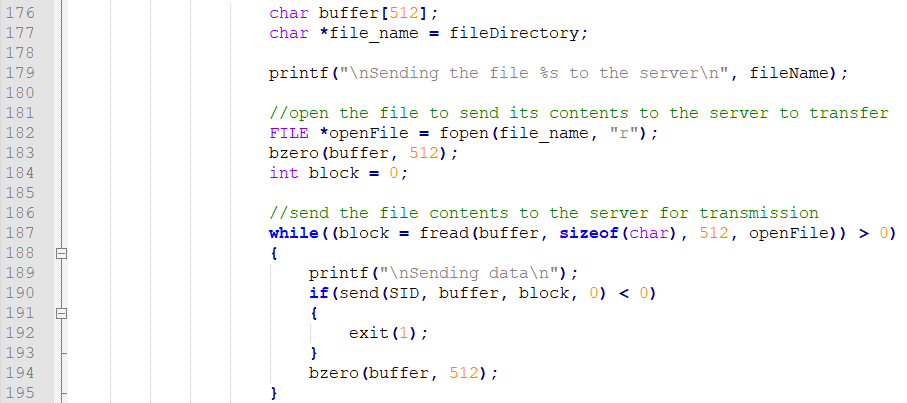 176 char buffer[512];
177 char *file_name = fileDirectory;
178
179 printf("\nSending the file %s to the server\n", fileName);
180
181 //open the file to send its contents to the server to transfer
182 FILE *openFile = fopen(file_name, "r");
183 bzero(buffer, 512);
184 int block = 0;
185
186 //send the file contents to the server for transmission
187 while((block = fread(buffer, sizeof(char), 512, openFile)) > 0)
188 {
189 printf("\nSending data\n");
190 if(send(SID, buffer, block, 0) < 0)
191 {
192 exit(1);
193 }
194 bzero(buffer, 512);
195 }